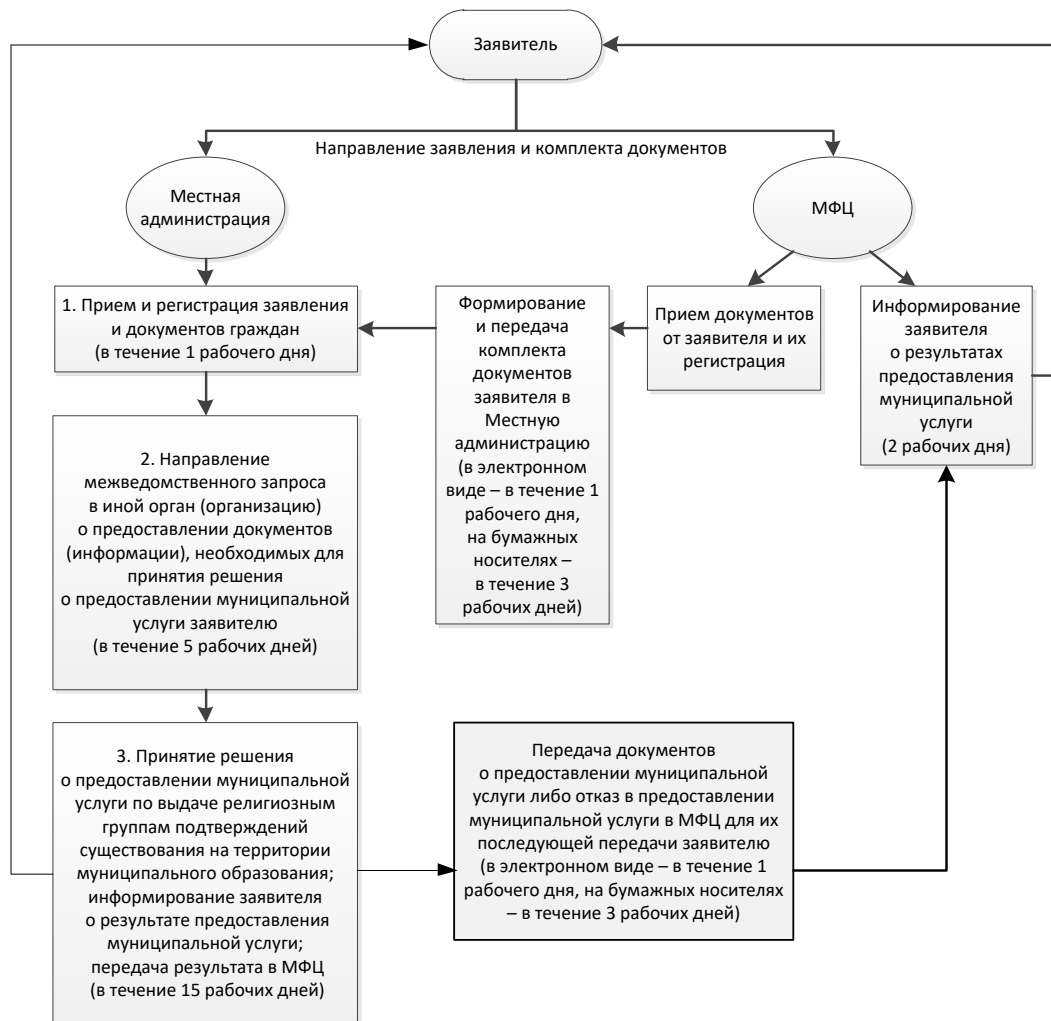 Заявитель
Направление заявления и комплекта документов
Местная
администрация
МФЦ
1. Прием и регистрация заявления
и документов граждан
(в течение 1 рабочего дня)
Формирование
и передача
комплекта
документов
заявителя в
Местную
администрацию
(в электронном
виде – в течение 1
рабочего дня,
на бумажных
носителях –
в течение 3
рабочих дней)
Прием документов
от заявителя и их
регистрация
Информирование
заявителя
о результатах
предоставления
муниципальной
услуги
(2 рабочих дня)
2. Направление
межведомственного запроса
в иной орган (организацию)
о предоставлении документов
(информации), необходимых для
принятия решения
о предоставлении муниципальной
услуги заявителю
(в течение 5 рабочих дней)
3. Принятие решения
о предоставлении муниципальной
услуги по выдаче религиозным
группам подтверждений
существования на территории
муниципального образования;
информирование заявителя
о результате предоставления
муниципальной услуги;
передача результата в МФЦ
(в течение 15 рабочих дней)
Передача документов
о предоставлении муниципальной
услуги либо отказ в предоставлении
муниципальной услуги в МФЦ для их
последующей передачи заявителю
(в электронном виде – в течение 1
рабочего дня, на бумажных носителях
– в течение 3 рабочих дней)